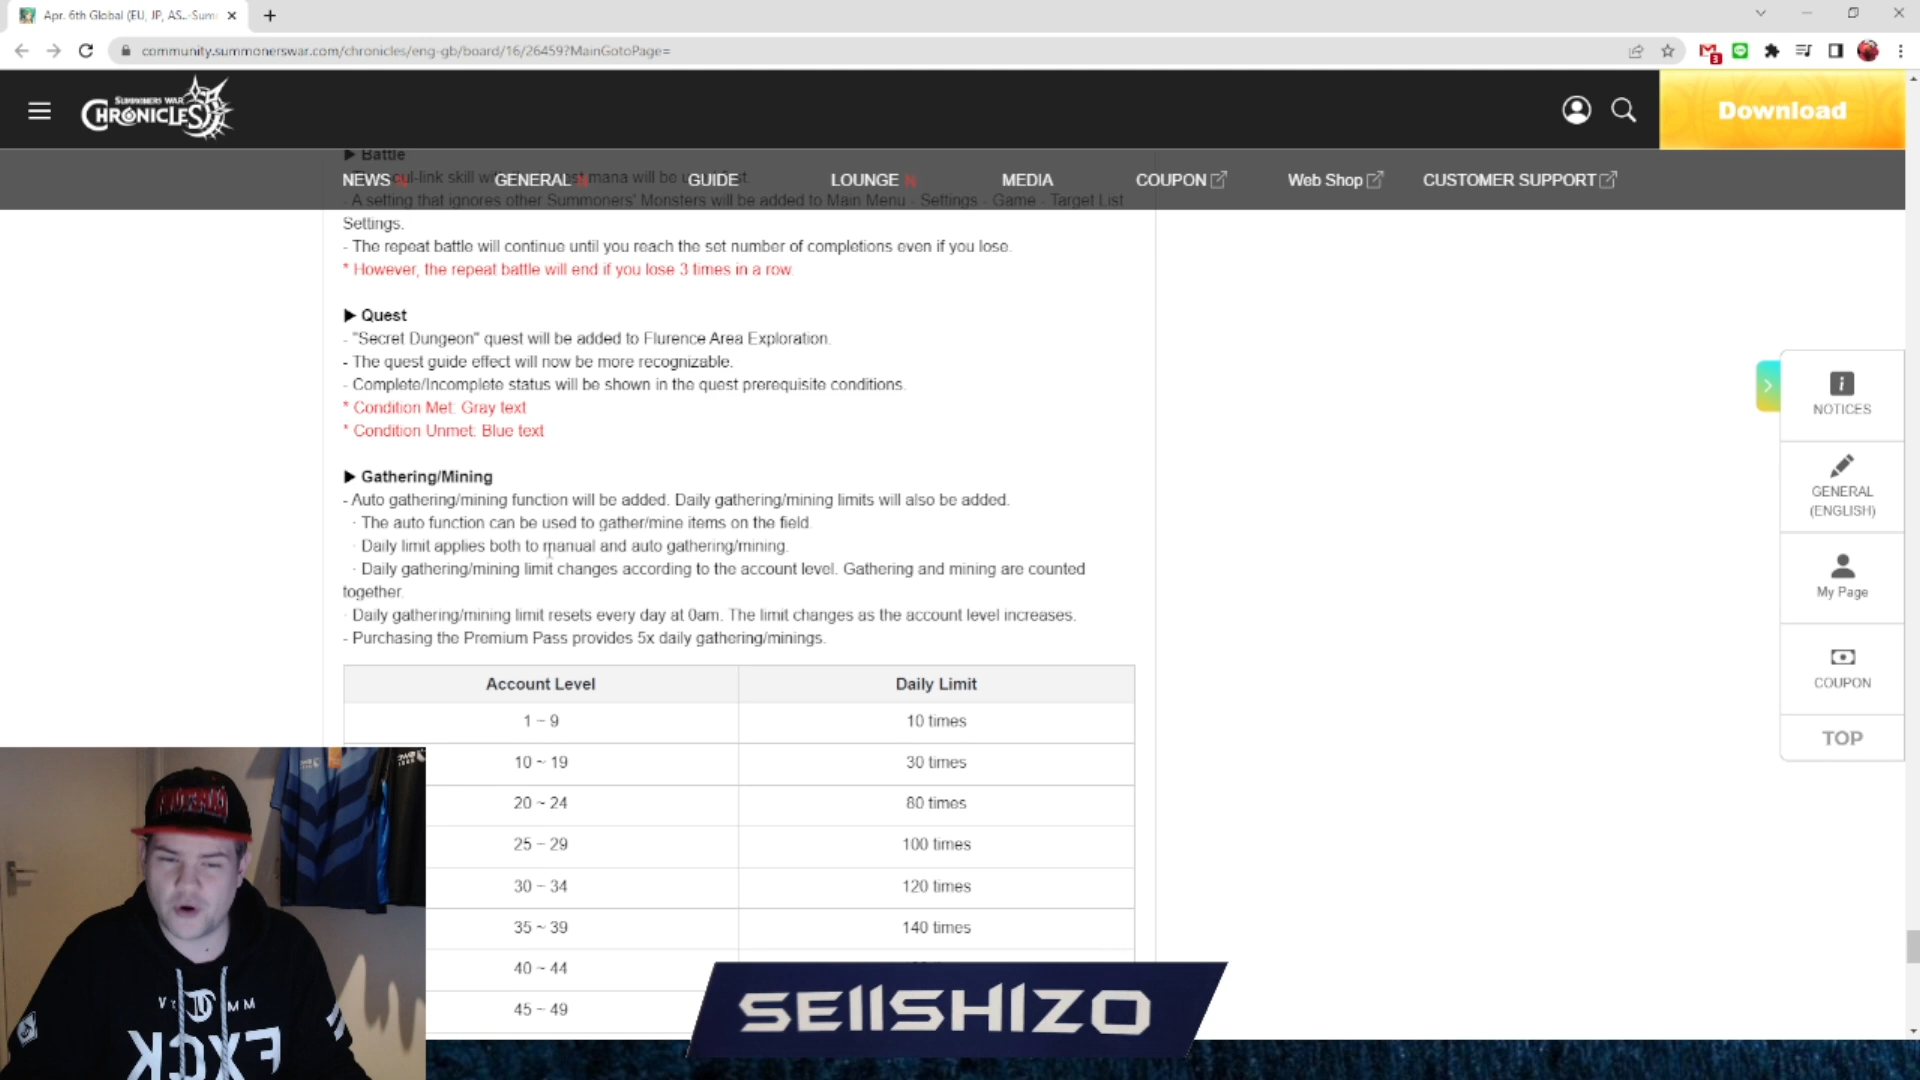 Apr. 6th Global (EU, JP, AS...-Sum
community.summonerswar.com/chronicles/eng-gb/board/16/26459?MainGotoPage=
3
SUMMONERS WAR
CHRONICLES
Download
▶ Battle
NEWS N GENERAL N GUIDE LOUNGE N MEDIA COUPON Web Shop CUSTOMER SUPPORT
soul-link skill mana will be
- A setting that ignores other Summoners' Monsters will be added to Main Menu - Settings - Game - Target List
Settings.
- The repeat battle will continue until you reach the set number of completions even if you lose.
* However, the repeat battle will end if you lose 3 times in a row.
▶ Quest
- "Secret Dungeon" quest will be added to Flurence Area Exploration.
- The quest guide effect will now be more recognizable.
- Complete/Incomplete status will be shown in the quest prerequisite conditions.
* Condition Met: Gray text
* Condition Unmet: Blue text
▶ Gathering/Mining
- Auto gathering/mining function will be added. Daily gathering/mining limits will also be added.
· The auto function can be used to gather/mine items on the field.
· Daily limit applies both to manual and auto gathering/mining.
· Daily gathering/mining limit changes according to the account level. Gathering and mining are counted
together.
· Daily gathering/mining limit resets every day at 0am. The limit changes as the account level increases.
- Purchasing the Premium Pass provides 5x daily gathering/minings.
Account Level Daily Limit
1 ~ 9 10 times
10 ~ 19 30 times
20 ~ 24 80 times
25 ~ 29 100 times
30 ~ 34 120 times
35 ~ 39 140 times
40 ~ 44
45 ~ 49
NOTICES
GENERAL
(ENGLISH)
My Page
COUPON
TOP
SEIISHIZO